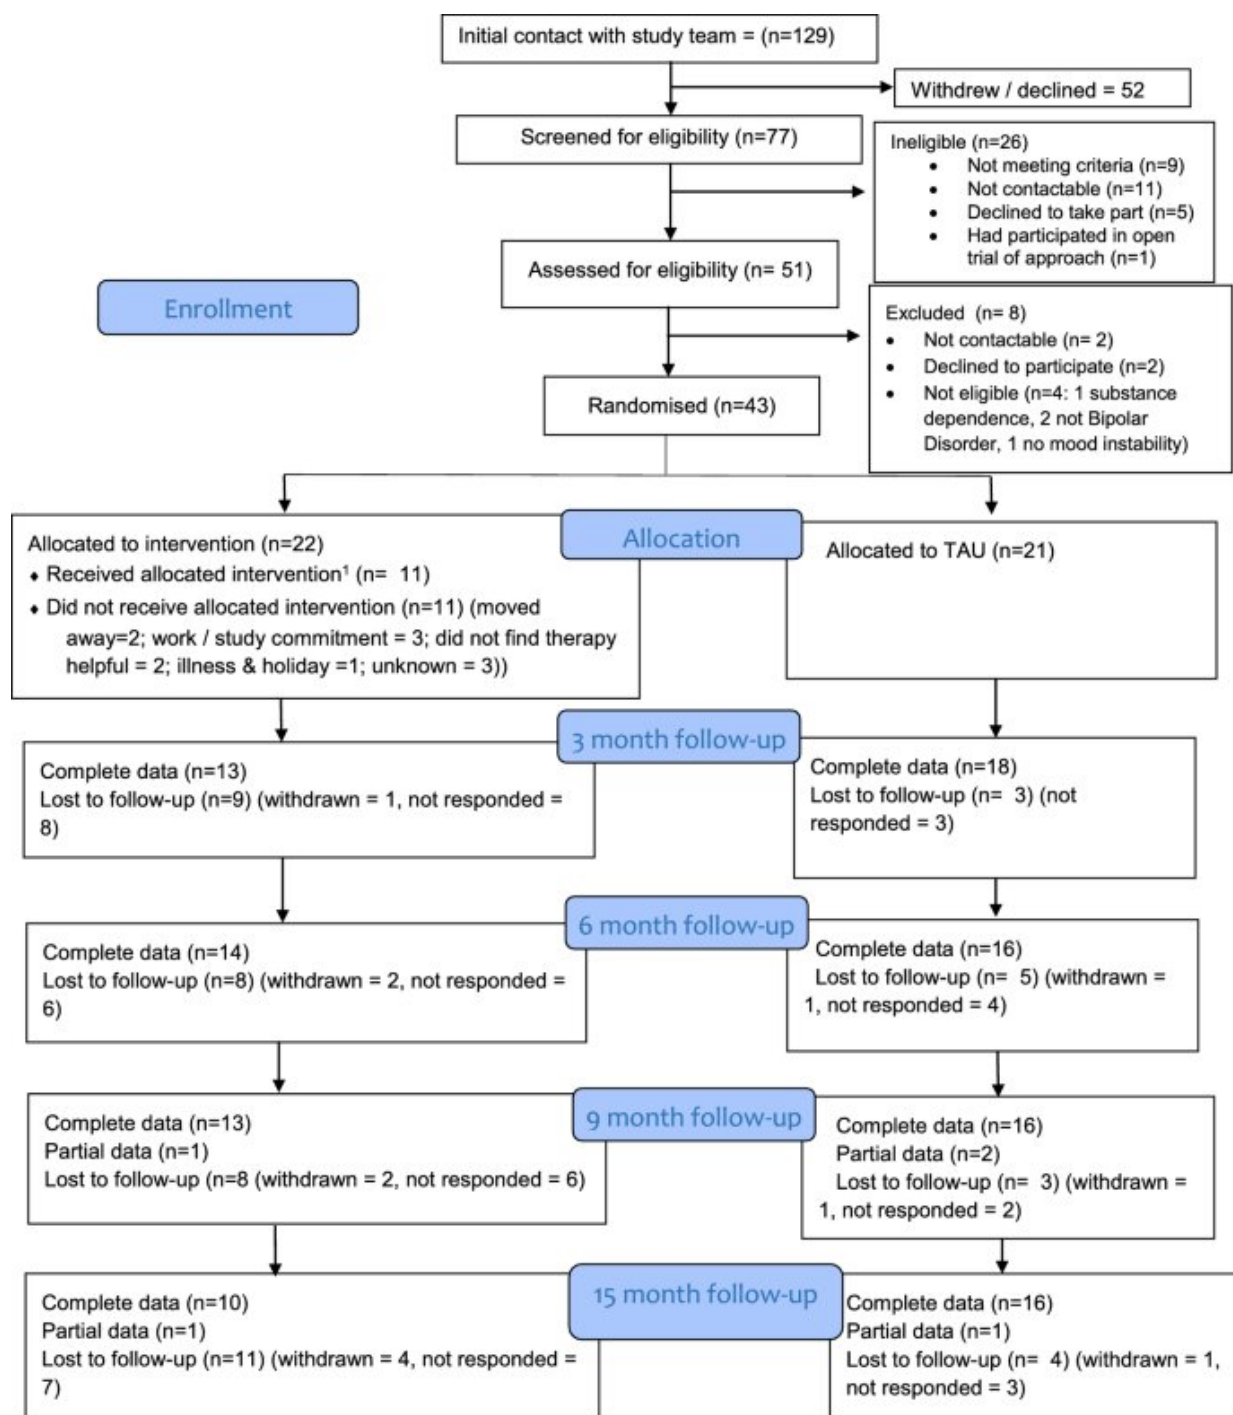 Initial contact with study team = (n=129)
Withdrew / declined = 52
Screened for eligibility (n=77)
Ineligible (n=26)
• Not meeting criteria (n=9)
• Not contactable (n=11)
• Declined to take part (n=5)
• Had participated in open
trial of approach (n=1)
Assessed for eligibility (n= 51)
Enrollment
Excluded (n= 8)
• Not contactable (n= 2)
• Declined to participate (n=2)
• Not eligible (n=4: 1 substance
dependence, 2 not Bipolar
Disorder, 1 no mood instability)
Randomised (n=43)
Allocation
Allocated to intervention (n=22)
♦ Received allocated intervention¹ (n= 11)
♦ Did not receive allocated intervention (n=11) (moved
away=2; work / study commitment = 3; did not find therapy
helpful = 2; illness & holiday =1; unknown = 3))
Allocated to TAU (n=21)
3 month follow-up
Complete data (n=13)
Lost to follow-up (n=9) (withdrawn = 1, not responded =
8)
Complete data (n=18)
Lost to follow-up (n= 3) (not
responded = 3)
6 month follow-up
Complete data (n=14)
Lost to follow-up (n=8) (withdrawn = 2, not responded =
6)
Complete data (n=16)
Lost to follow-up (n= 5) (withdrawn =
1, not responded = 4)
9 month follow-up
Complete data (n=13)
Partial data (n=1)
Lost to follow-up (n=8 (withdrawn = 2, not responded = 6)
Complete data (n=16)
Partial data (n=2)
Lost to follow-up (n= 3) (withdrawn =
1, not responded = 2)
15 month follow-up
Complete data (n=10)
Partial data (n=1)
Lost to follow-up (n=11) (withdrawn = 4, not responded =
7)
Complete data (n=16)
Partial data (n=1)
Lost to follow-up (n= 4) (withdrawn = 1,
not responded = 3)